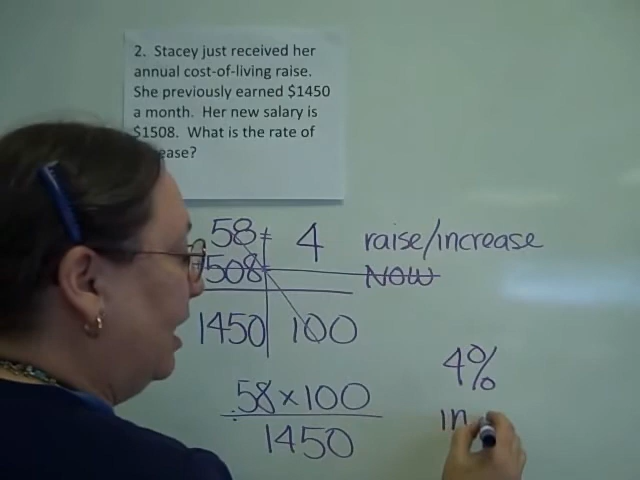 2. Stacey just received her
annual cost-of-living raise.
She previously earned $1450
a month. Her new salary is
$1508. What is the rate of
ease?
58 4 raise/increase
1508 NOW
1450 100
.58 x 100
1450
4%
in